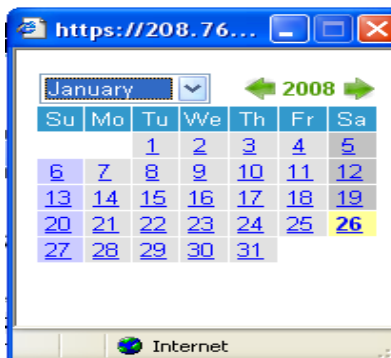 https://208.76...
January 2008
Su Mo Tu We Th Fr Sa
1 2 3 4 5
6 7 8 9 10 11 12
13 14 15 16 17 18 19
20 21 22 23 24 25 26
27 28 29 30 31
Internet